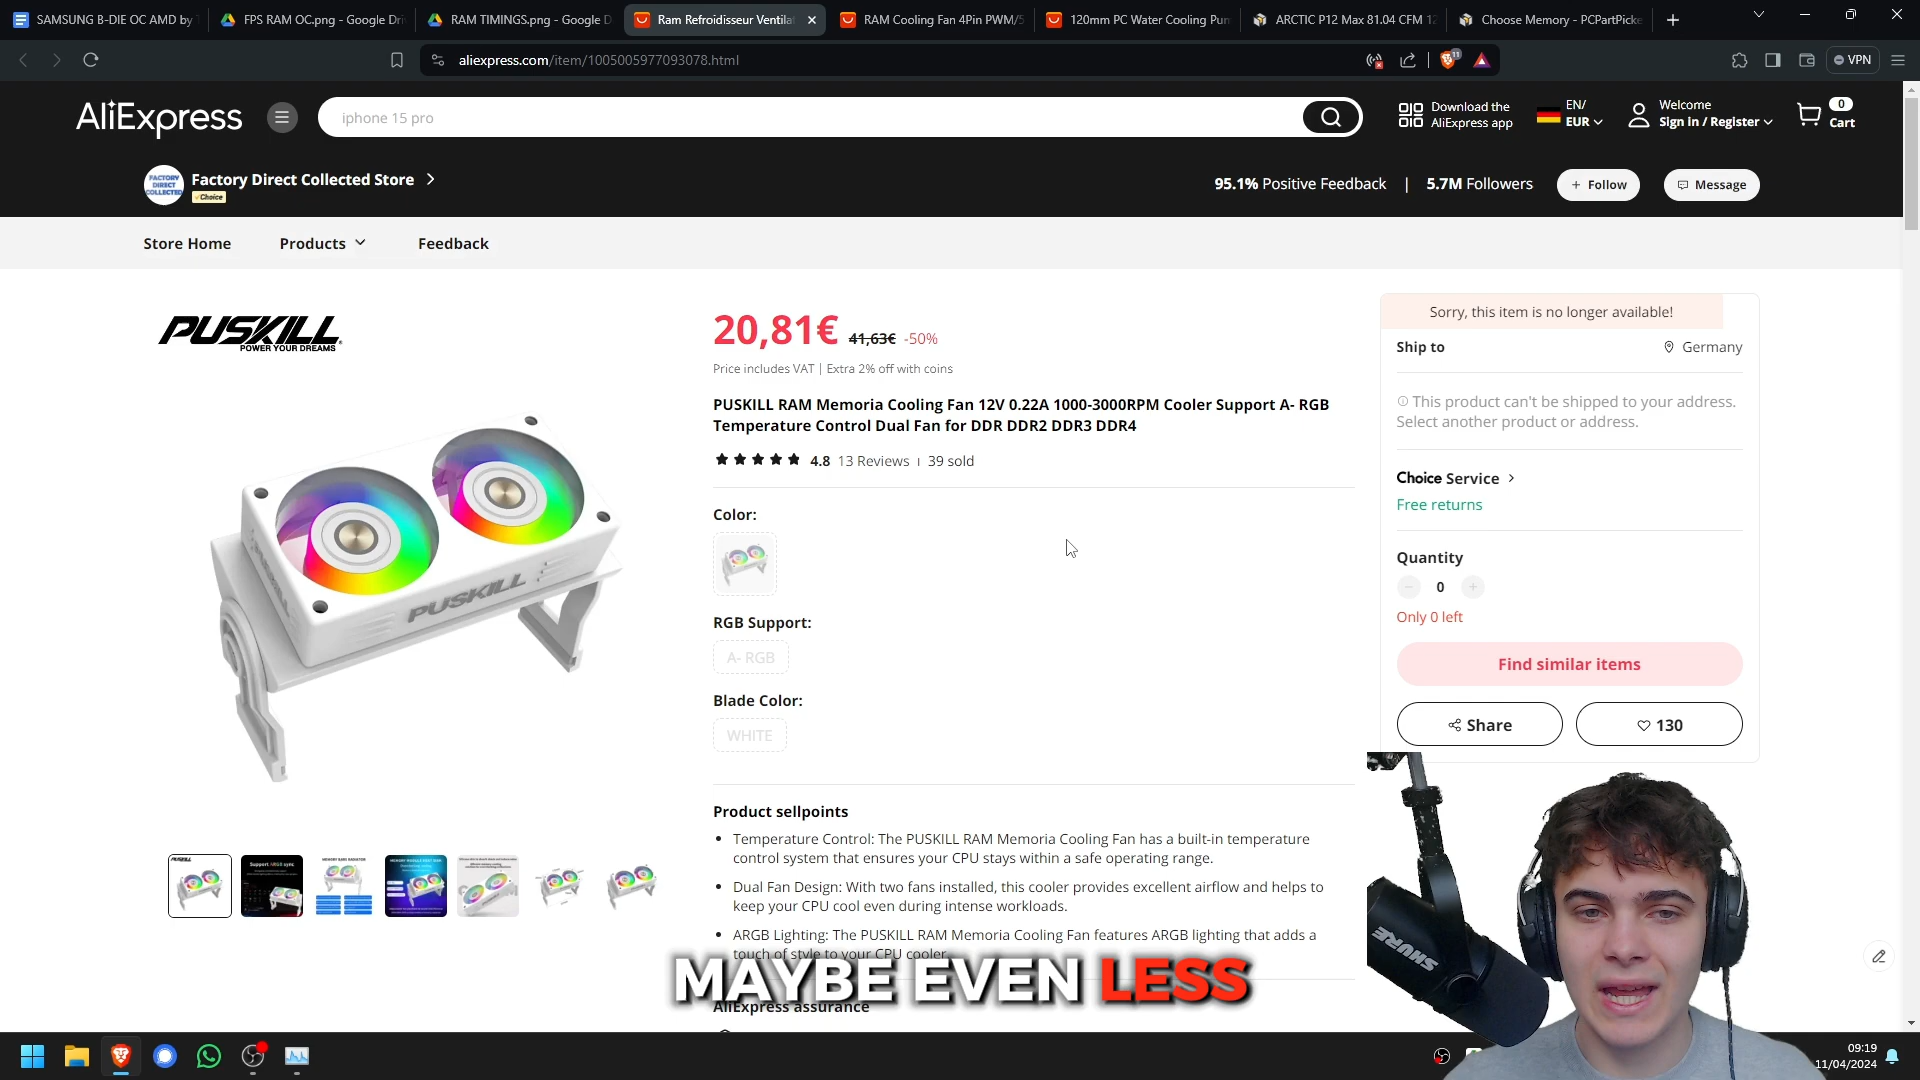 SAMSUNG B-DIE OC AMD by
FPS RAM OC.png - Google Dri
RAM TIMINGS.png - Google D
Ram Refroidisseur Ventilat
RAM Cooling Fan 4Pin PWM/5
120mm PC Water Cooling Pum
ARCTIC P12 Max 81.04 CFM 12
Choose Memory - PCPartPicke
aliexpress.com/item/1005005977093078.html
11
VPN
AliExpress
iphone 15 pro
Download the
AliExpress app
EN/
EUR
Welcome
Sign in / Register
0
Cart
FACTORY
DIRECT
COLLECTED
Factory Direct Collected Store
Choice
95.1% Positive Feedback | 5.7M Followers
+ Follow
Message
Store Home
Products
Feedback
PUSKILL
POWER YOUR DREAMS
PUSKILL
20,81€ 41,63€ -50%
Price includes VAT | Extra 2% off with coins
PUSKILL RAM Memoria Cooling Fan 12V 0.22A 1000-3000RPM Cooler Support A- RGB
Temperature Control Dual Fan for DDR DDR2 DDR3 DDR4
4.8 13 Reviews | 39 sold
Color:
RGB Support:
A- RGB
Blade Color:
WHITE
Product sellpoints
• Temperature Control: The PUSKILL RAM Memoria Cooling Fan has a built-in temperature
control system that ensures your CPU stays within a safe operating range.
• Dual Fan Design: With two fans installed, this cooler provides excellent airflow and helps to
keep your CPU cool even during intense workloads.
• ARGB Lighting: The PUSKILL RAM Memoria Cooling Fan features ARGB lighting that adds a
touch of style to your CPU cooler.
MAYBE EVEN LESS
AliExpress assurance
Sorry, this item is no longer available!
Ship to
Germany
This product can't be shipped to your address.
Select another product or address.
Choice Service
Free returns
Quantity
− 0 +
Only 0 left
Find similar items
Share
130
SHURE
Support ARGB sync
09:19
11/04/2024